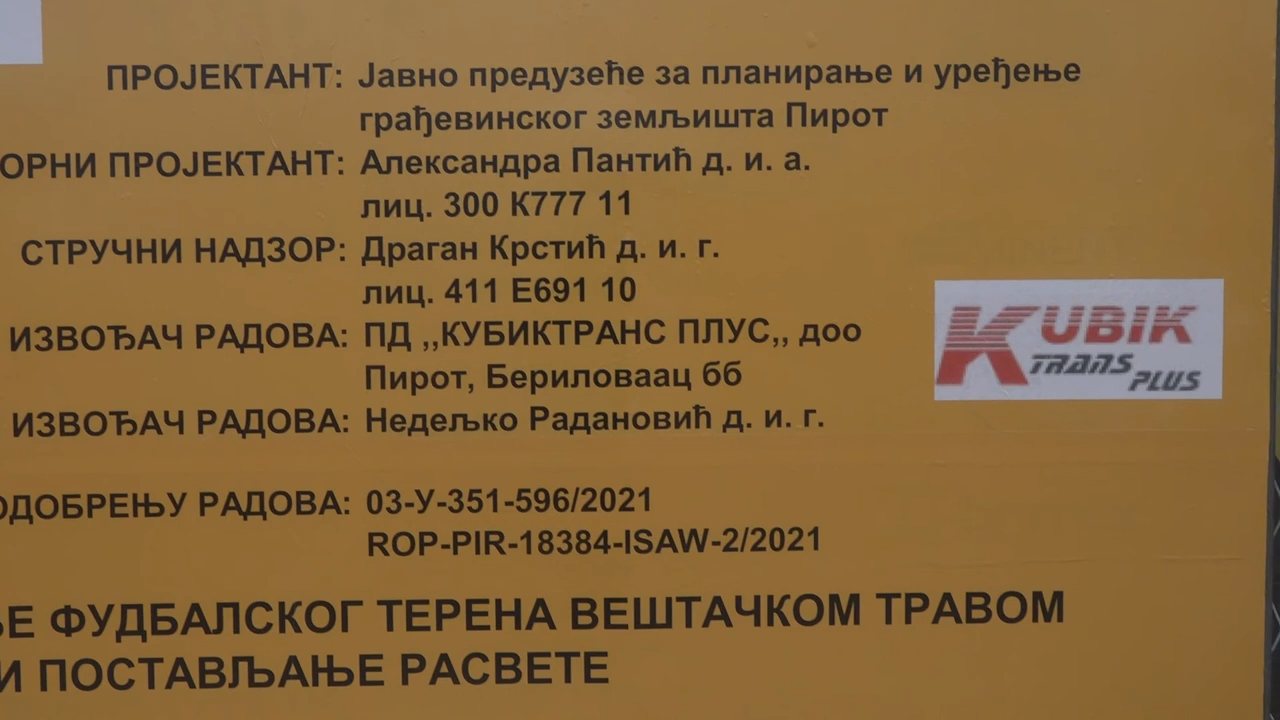 ПРОЈЕКТАНТ: Јавно предузеће за планирање и уређење
грађевинског земљишта Пирот
ОРНИ ПРОЈЕКТАНТ: Александра Пантић д. и. а.
лиц. 300 К777 11
СТРУЧНИ НАДЗОР: Драган Крстић д. и. г.
лиц. 411 Е691 10
ИЗВОЂАЧ РАДОВА: ПД ,,КУБИКТРАНС ПЛУС,, доо
Пирот, Бериловаац бб
ИЗВОЂАЧ РАДОВА: Недељко Радановић д. и. г.
ОДОБРЕЊУ РАДОВА: 03-У-351-596/2021
ROP-PIR-18384-ISAW-2/2021
ЊЕ ФУДБАЛСКОГ ТЕРЕНА ВЕШТАЧКОМ ТРАВОМ
И ПОСТАВЉАЊЕ РАСВЕТЕ
KUBIK
TRANS
PLUS